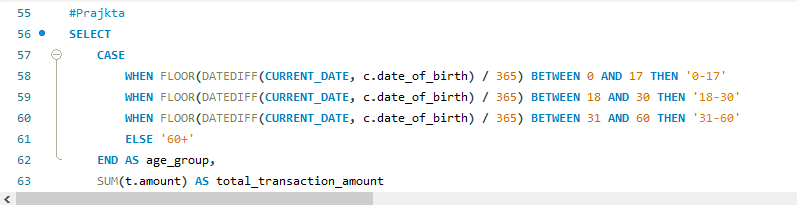 55 #Prajkta
56 SELECT
57 CASE
58 WHEN FLOOR(DATEDIFF(CURRENT_DATE, c.date_of_birth) / 365) BETWEEN 0 AND 17 THEN '0-17'
59 WHEN FLOOR(DATEDIFF(CURRENT_DATE, c.date_of_birth) / 365) BETWEEN 18 AND 30 THEN '18-30'
60 WHEN FLOOR(DATEDIFF(CURRENT_DATE, c.date_of_birth) / 365) BETWEEN 31 AND 60 THEN '31-60'
61 ELSE '60+'
62 END AS age_group,
63 SUM(t.amount) AS total_transaction_amount